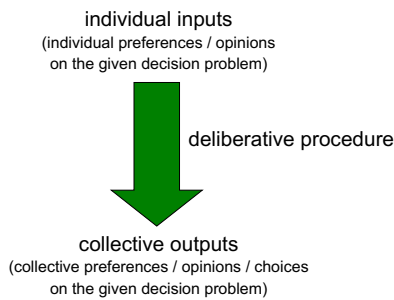 individual inputs
(individual preferences / opinions
on the given decision problem)
deliberative procedure
collective outputs
(collective preferences / opinions / choices
on the given decision problem)